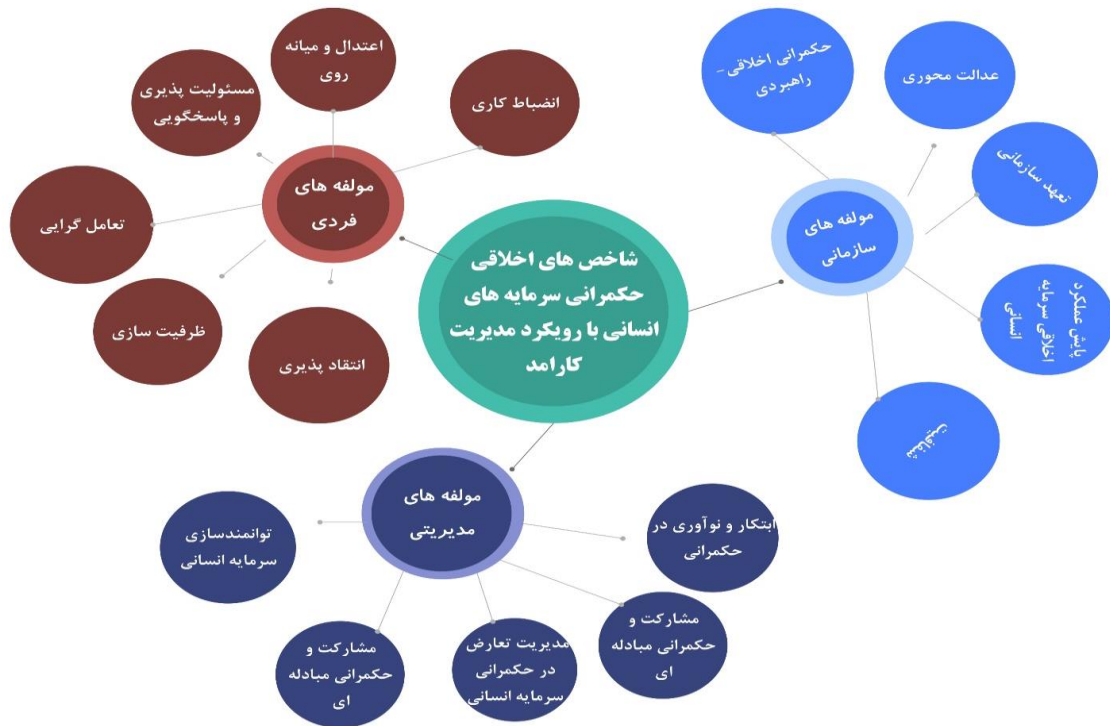 شاخص های اخلاقی
حکمرانی سرمایه های
انسانی با رویکرد مدیریت
کارامد
مولفه های
سازمانی
حکمرانی اخلاقی-
راهبردی
عدالت محوری
تعهد سازمانی
پایش عملکرد
اخلاقی سرمایه
انسانی
شفافیت
مولفه های
فردی
انضباط کاری
اعتدال و میانه
روی
مسئولیت پذیری
و پاسخگویی
تعامل گرایی
ظرفیت سازی
انتقاد پذیری
مولفه های
مدیریتی
ابتکار و نوآوری در
حکمرانی
مشارکت و
حکمرانی مبادله
ای
مدیریت تعارض
در حکمرانی
سرمایه انسانی
مشارکت و
حکمرانی مبادله
ای
توانمندسازی
سرمایه انسانی